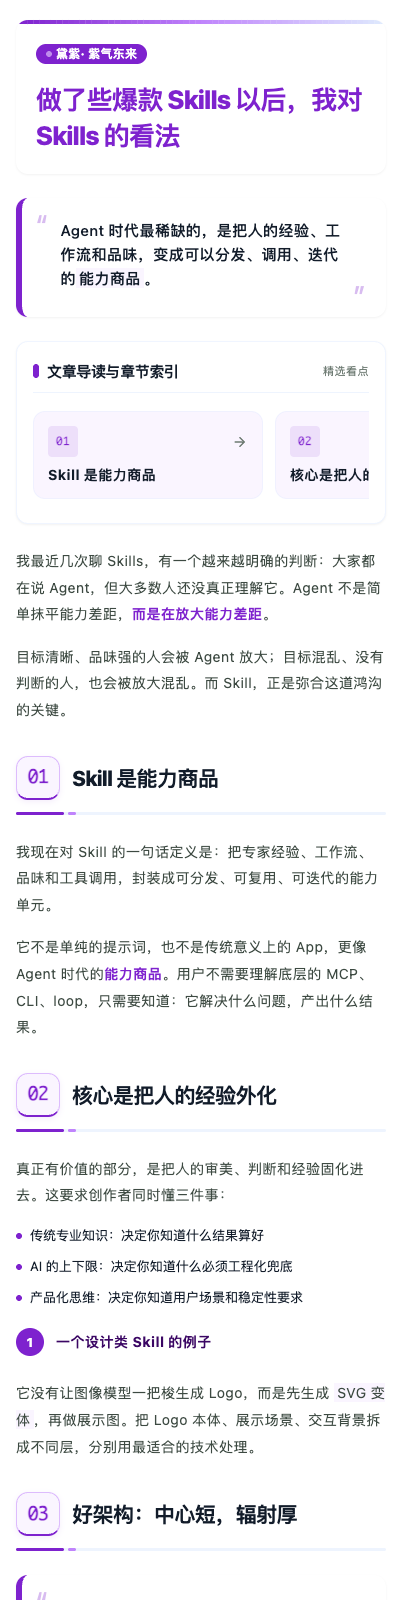 黛紫·紫气东来
做了些爆款 Skills 以后，我对
Skills 的看法
“
Agent 时代最稀缺的，是把人的经验、工
作流和品味，变成可以分发、调用、迭代
的 能力商品 。
”
文章导读与章节索引
精选看点
01
→
02
Skill 是能力商品
核心是把人的
我最近几次聊 Skills，有一个越来越明确的判断：大家都
在说 Agent，但大多数人还没真正理解它。Agent 不是简
单抹平能力差距，而是在放大能力差距。
目标清晰、品味强的人会被 Agent 放大；目标混乱、没有
判断的人，也会被放大混乱。而 Skill，正是弥合这道鸿沟
的关键。
01 Skill 是能力商品
我现在对 Skill 的一句话定义是：把专家经验、工作流、
品味和工具调用，封装成可分发、可复用、可迭代的能力
单元。
它不是单纯的提示词，也不是传统意义上的 App，更像
Agent 时代的能力商品。用户不需要理解底层的 MCP、
CLI、loop，只需要知道：它解决什么问题，产出什么结
果。
02 核心是把人的经验外化
真正有价值的部分，是把人的审美、判断和经验固化进
去。这要求创作者同时懂三件事：
• 传统专业知识：决定你知道什么结果算好
• AI 的上下限：决定你知道什么必须工程化兜底
• 产品化思维：决定你知道用户场景和稳定性要求
1 一个设计类 Skill 的例子
它没有让图像模型一把梭生成 Logo，而是先生成 SVG 变
体 ，再做展示图。把 Logo 本体、展示场景、交互背景拆
成不同层，分别用最适合的技术处理。
03 好架构：中心短，辐射厚
“